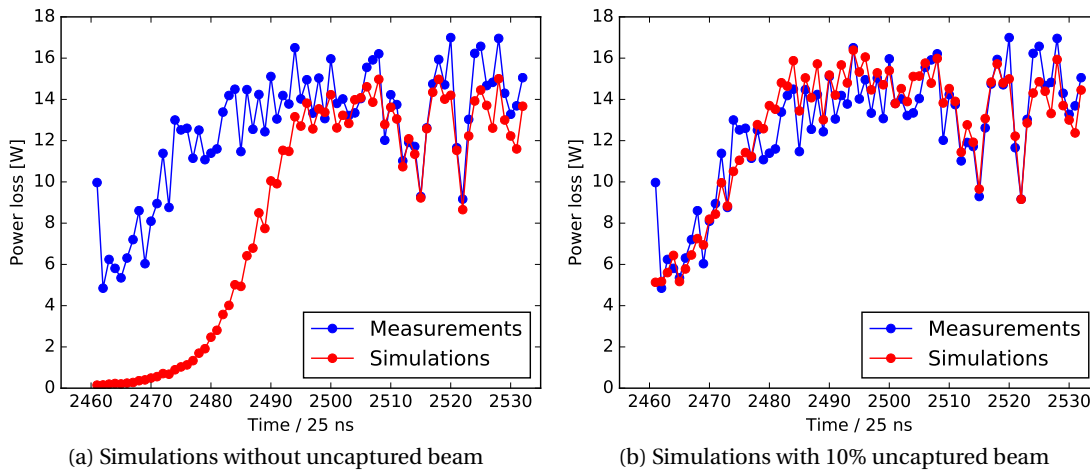 18
16
14
12
10
8
6
4
2
0
Power loss [W]
2460 2470 2480 2490 2500 2510 2520 2530
Time / 25 ns
Measurements
Simulations
(a) Simulations without uncaptured beam
18
16
14
12
10
8
6
4
2
0
Power loss [W]
2460 2470 2480 2490 2500 2510 2520 2530
Time / 25 ns
Measurements
Simulations
(b) Simulations with 10% uncaptured beam